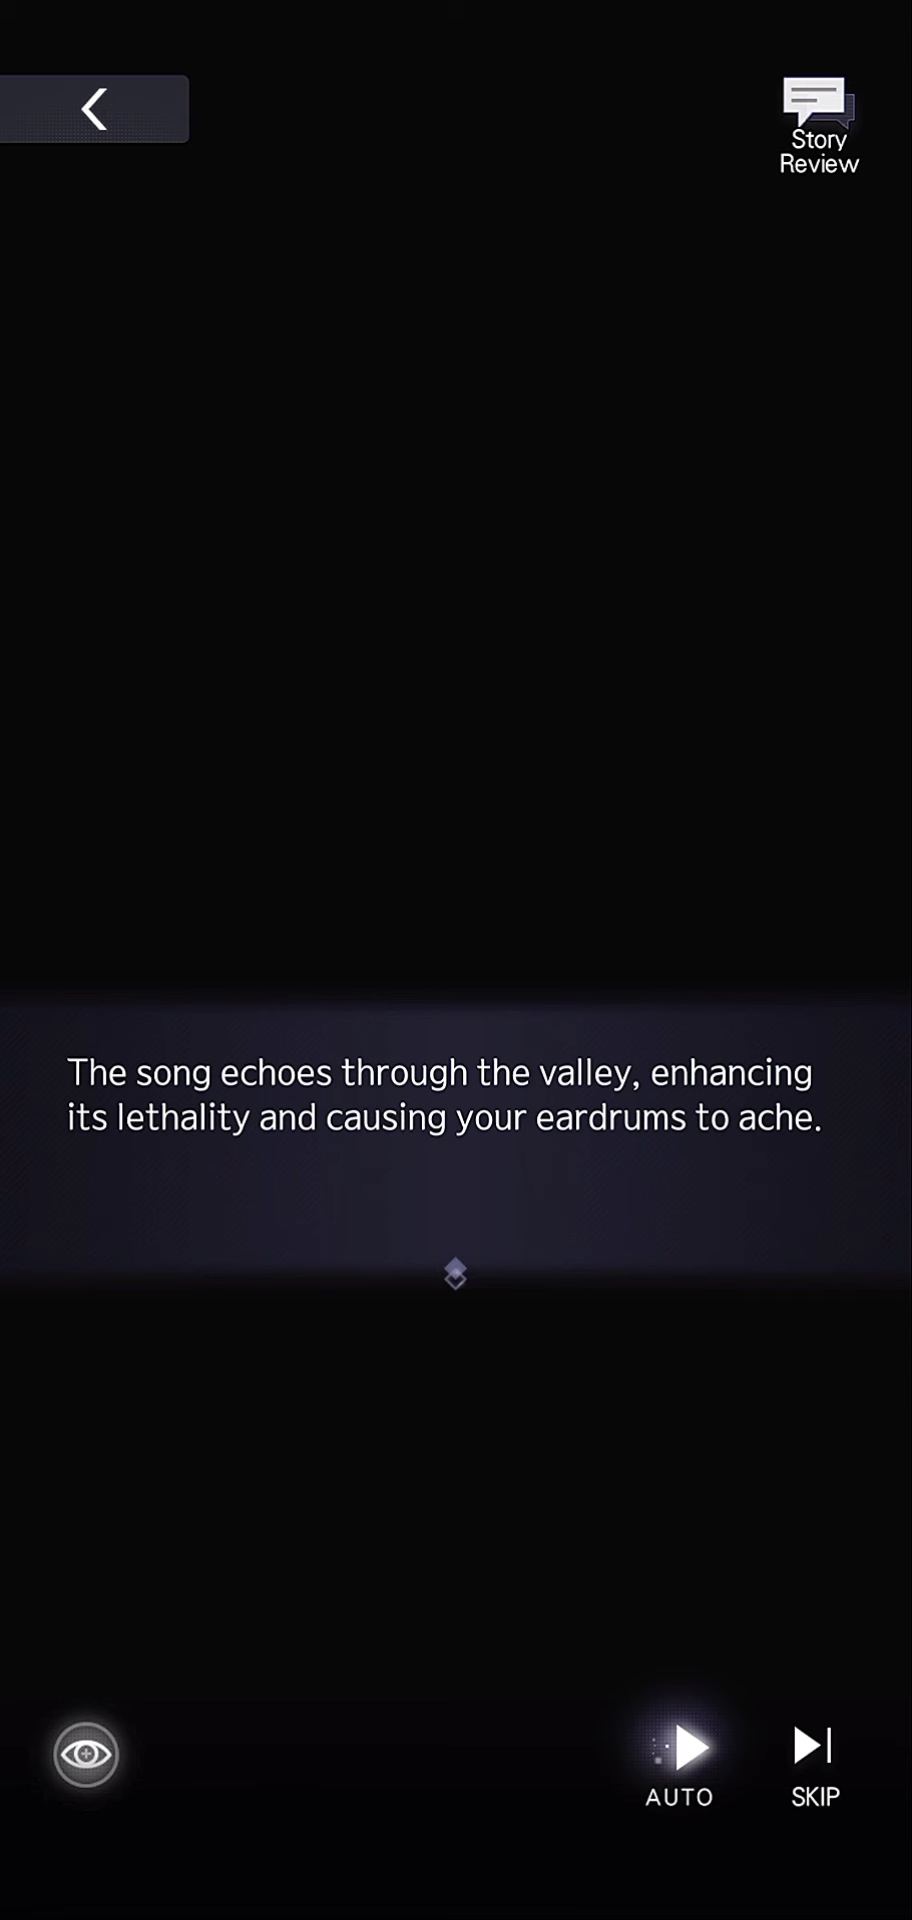 Story
Review
The song echoes through the valley, enhancing
its lethality and causing your eardrums to ache.
AUTO
SKIP